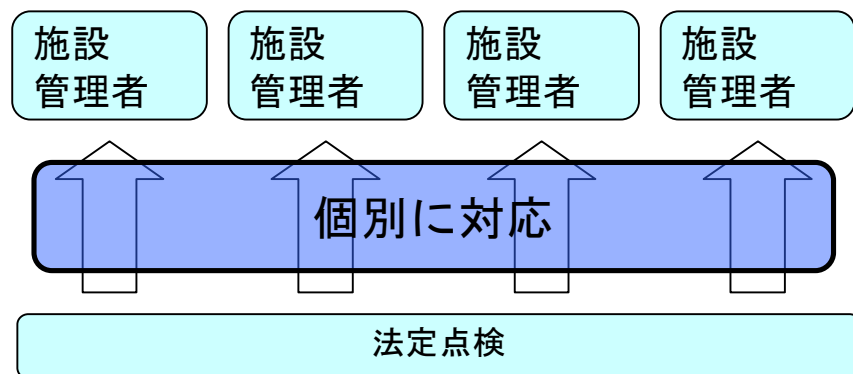 施設
管理者
施設
管理者
施設
管理者
施設
管理者
個別に対応
法定点検